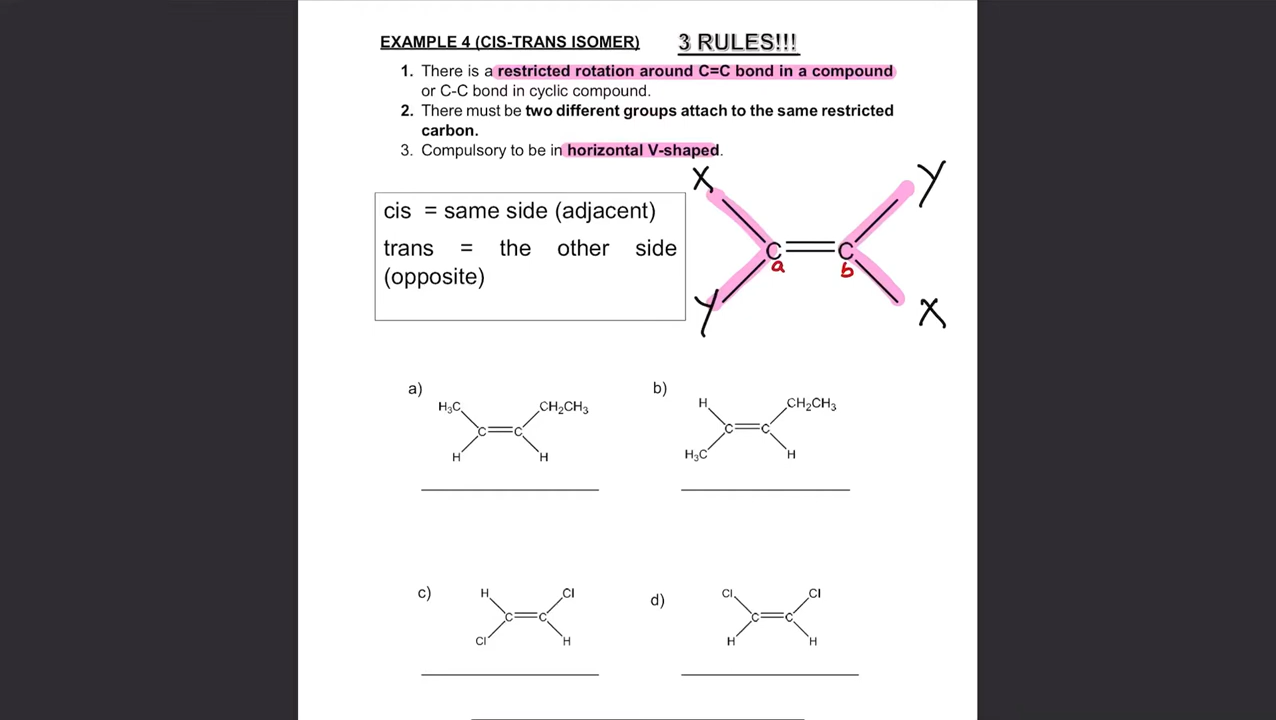 EXAMPLE 4 (CIS-TRANS ISOMER) 3 RULES!!!
1. There is a restricted rotation around C=C bond in a compound
or C-C bond in cyclic compound.
2. There must be two different groups attach to the same restricted
carbon.
3. Compulsory to be in horizontal V-shaped.
cis = same side (adjacent)
trans = the other side
(opposite)
X Y
C C
a b
Y X
a)
H₃C CH₂CH₃
C C
H H
b)
H CH₂CH₃
C C
H₃C H
c)
H Cl
C C
Cl H
d)
Cl Cl
C C
H H